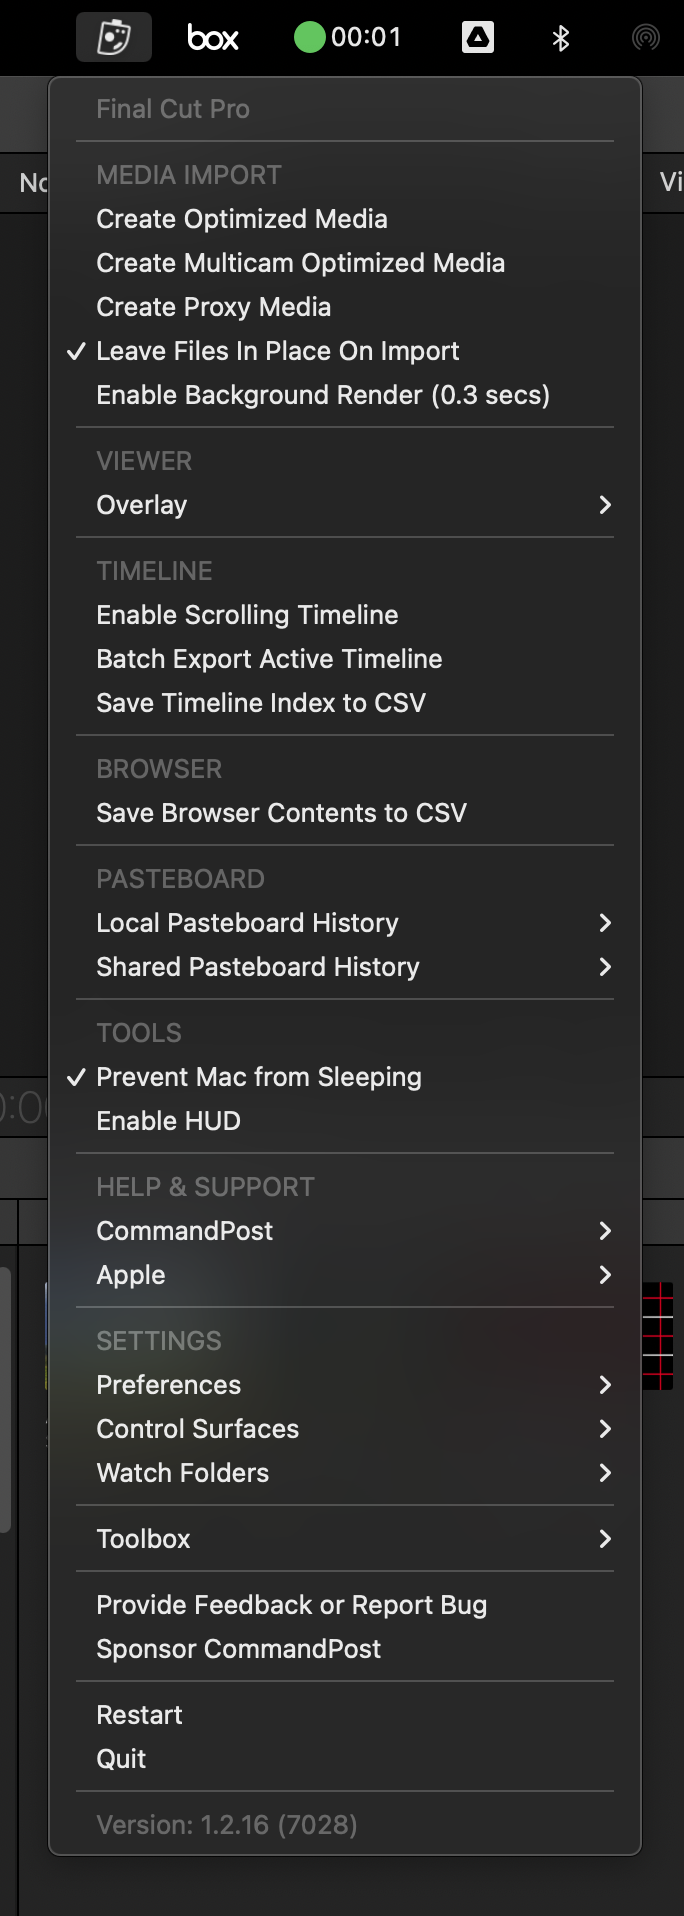 box
00:01
Final Cut Pro
MEDIA IMPORT
Create Optimized Media
Create Multicam Optimized Media
Create Proxy Media
✓ Leave Files In Place On Import
Enable Background Render (0.3 secs)
VIEWER
Overlay
TIMELINE
Enable Scrolling Timeline
Batch Export Active Timeline
Save Timeline Index to CSV
BROWSER
Save Browser Contents to CSV
PASTEBOARD
Local Pasteboard History
Shared Pasteboard History
TOOLS
✓ Prevent Mac from Sleeping
Enable HUD
HELP & SUPPORT
CommandPost
Apple
SETTINGS
Preferences
Control Surfaces
Watch Folders
Toolbox
Provide Feedback or Report Bug
Sponsor CommandPost
Restart
Quit
Version: 1.2.16 (7028)